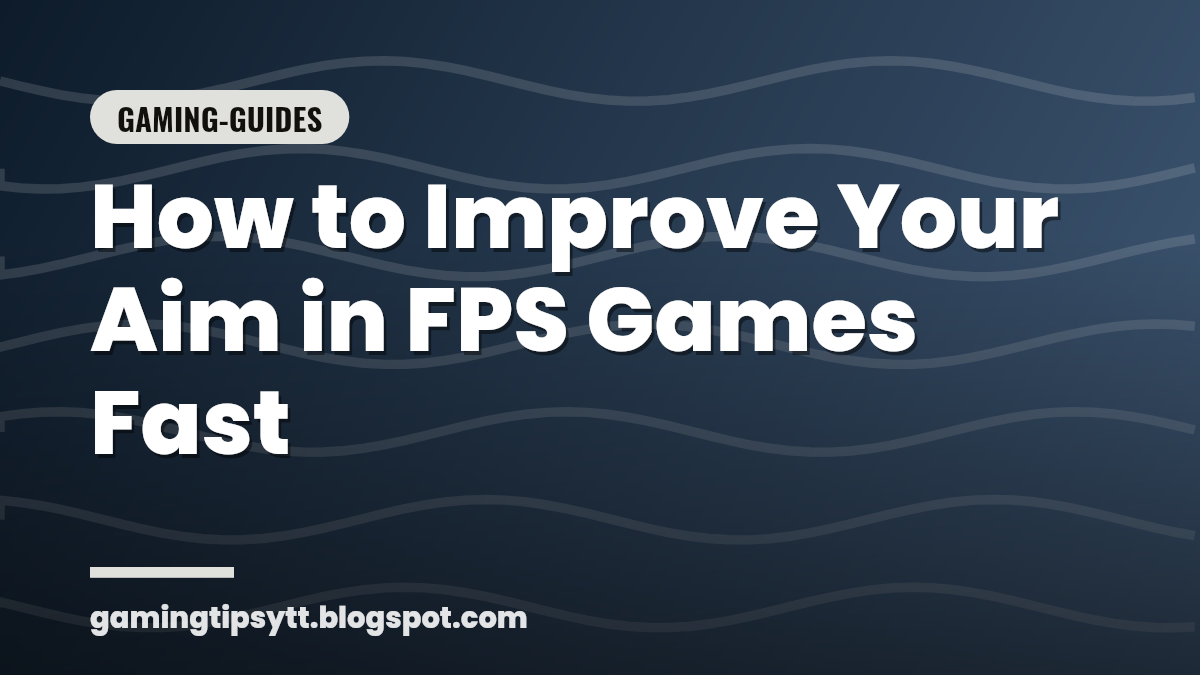 GAMING-GUIDES
How to Improve Your
Aim in FPS Games
Fast
gamingtipsytt.blogspot.com